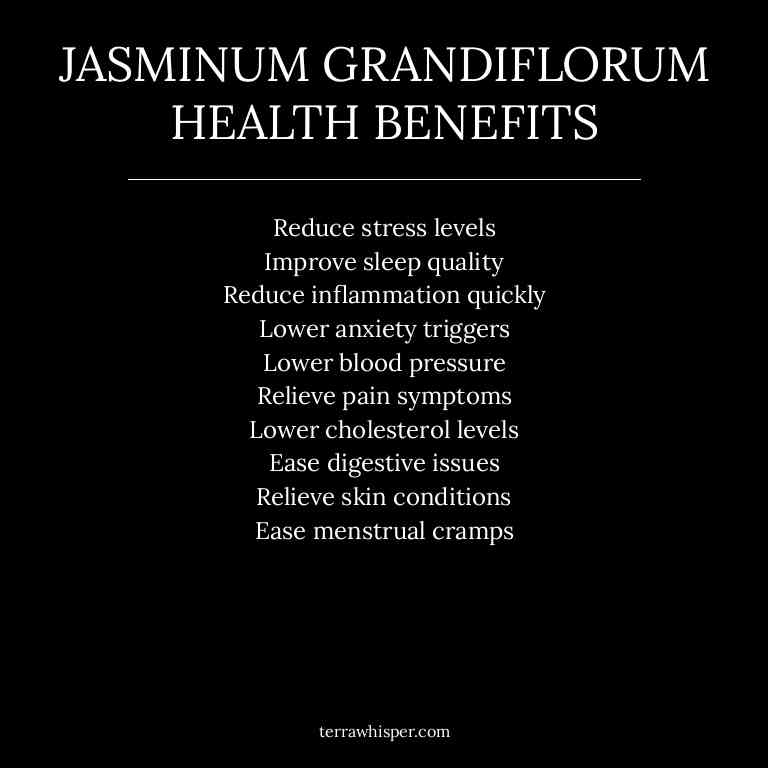 JASMINUM GRANDIFLORUM
HEALTH BENEFITS
Reduce stress levels
Improve sleep quality
Reduce inflammation quickly
Lower anxiety triggers
Lower blood pressure
Relieve pain symptoms
Lower cholesterol levels
Ease digestive issues
Relieve skin conditions
Ease menstrual cramps
terrawhisper.com